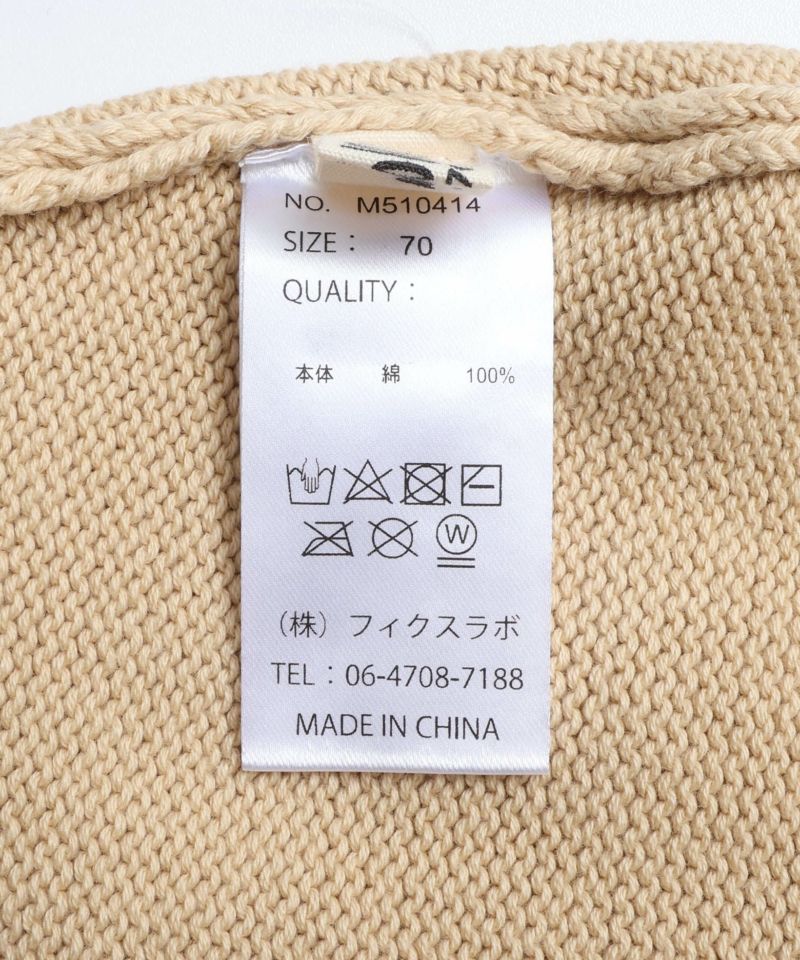 NO. M510414
SIZE : 70
QUALITY :
本体 綿 100%
W
(株) フィクスラボ
TEL : 06-4708-7188
MADE IN CHINA